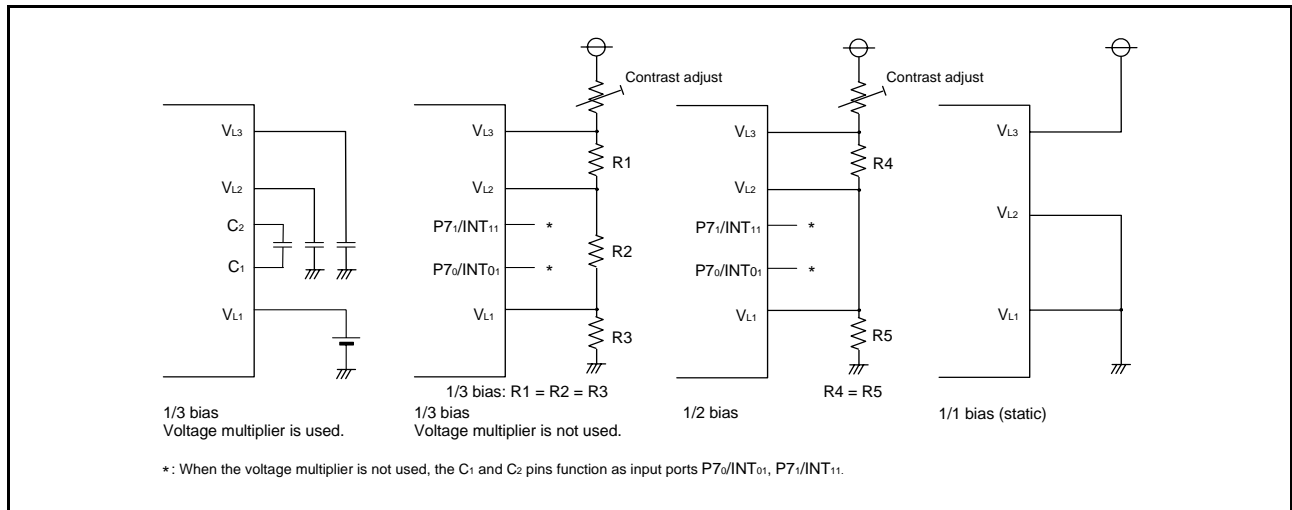 Contrast adjust
Contrast adjust
VL3
VL2
C2
C1
VL1
VL3
R1
VL2
P71/INT11 *
R2
P70/INT01 *
VL1
R3
VL3
R4
VL2
P71/INT11 *
P70/INT01 *
VL1
R5
VL3
VL2
VL1
1/3 bias: R1 = R2 = R3
R4 = R5
1/3 bias
Voltage multiplier is used.
1/3 bias
Voltage multiplier is not used.
1/2 bias
1/1 bias (static)
*: When the voltage multiplier is not used, the C1 and C2 pins function as input ports P70/INT01, P71/INT11.